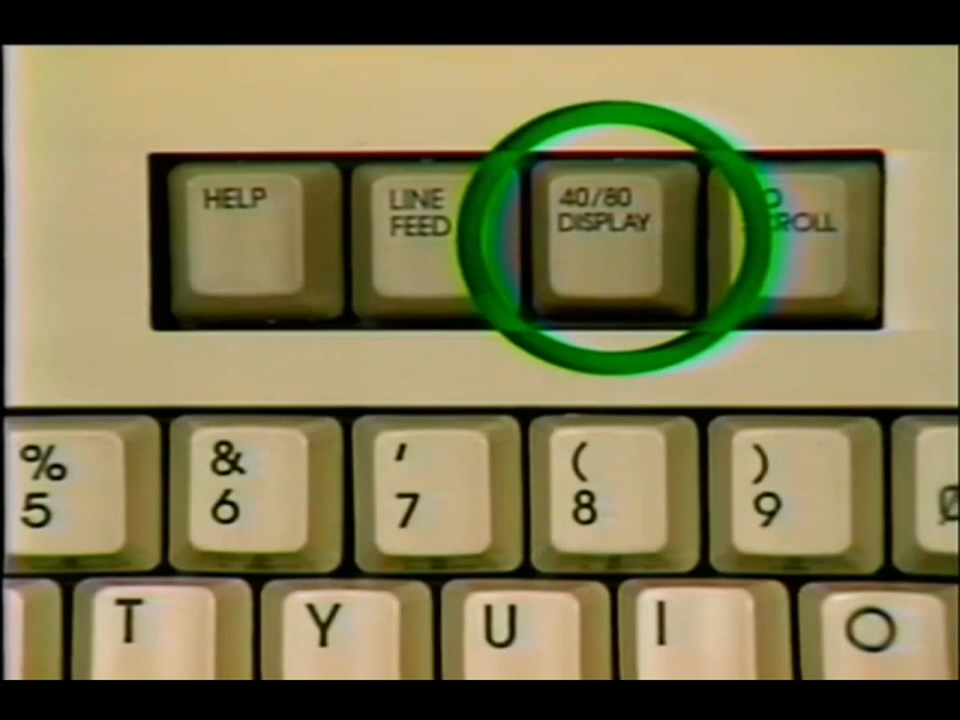 HELP
LINE
FEED
40/80
DISPLAY
% & ' ( )
5 6 7 8 9
T Y U I O